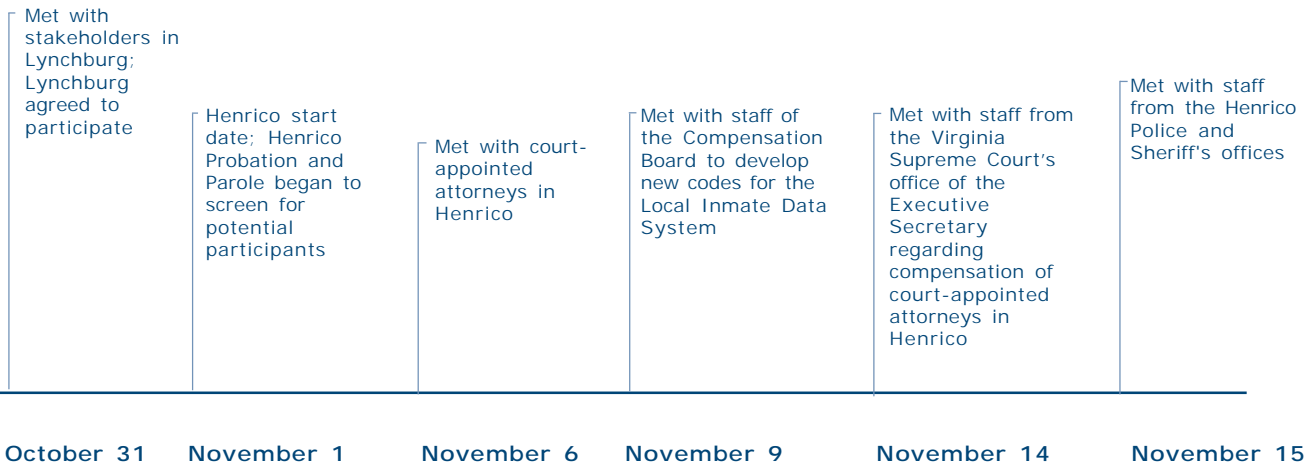 Met with
stakeholders in
Lynchburg;
Lynchburg
agreed to
participate
Henrico start
date; Henrico
Probation and
Parole began to
screen for
potential
participants
Met with court-
appointed
attorneys in
Henrico
Met with staff of
the Compensation
Board to develop
new codes for the
Local Inmate Data
System
Met with staff from
the Virginia
Supreme Court's
office of the
Executive
Secretary
regarding
compensation of
court-appointed
attorneys in
Henrico
Met with staff
from the Henrico
Police and
Sheriff's offices
October 31
November 1
November 6
November 9
November 14
November 15